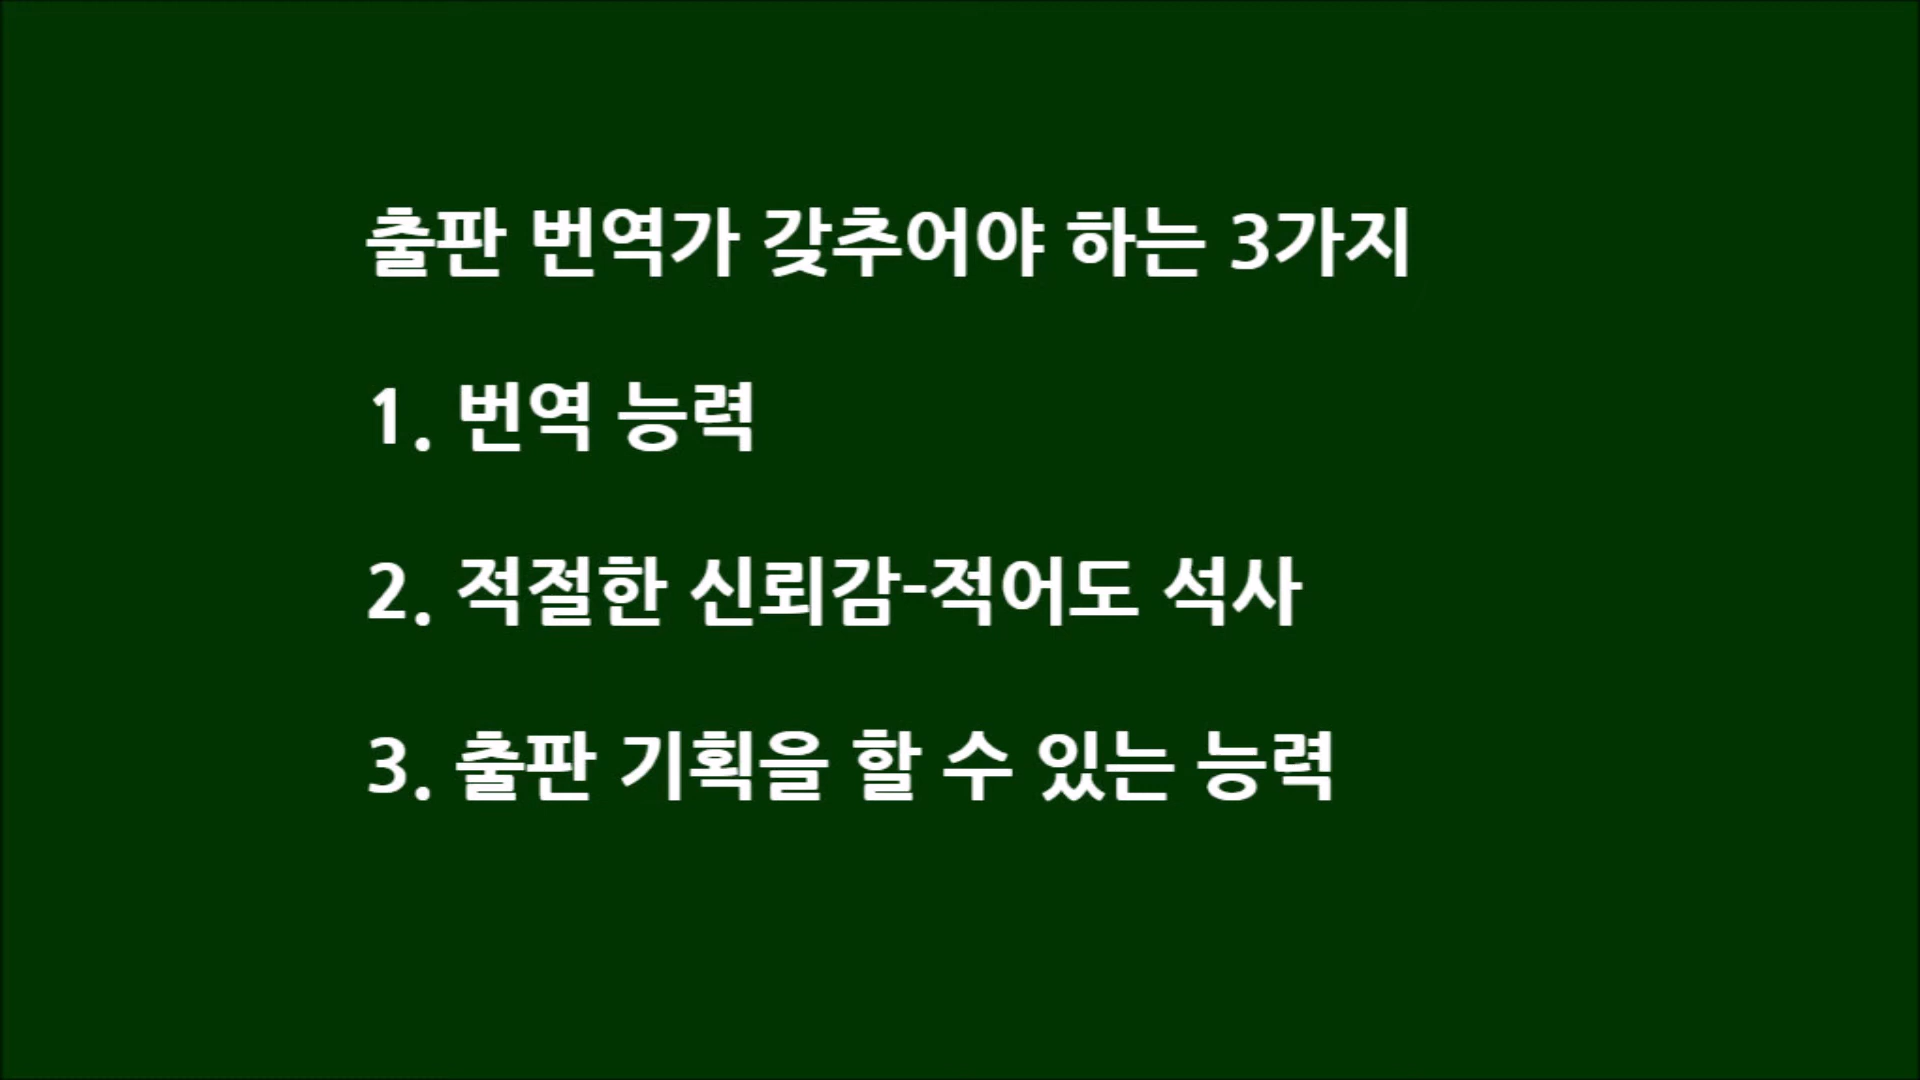 출판 번역가 갖추어야 하는 3가지
1. 번역 능력
2. 적절한 신뢰감-적어도 석사
3. 출판 기획을 할 수 있는 능력